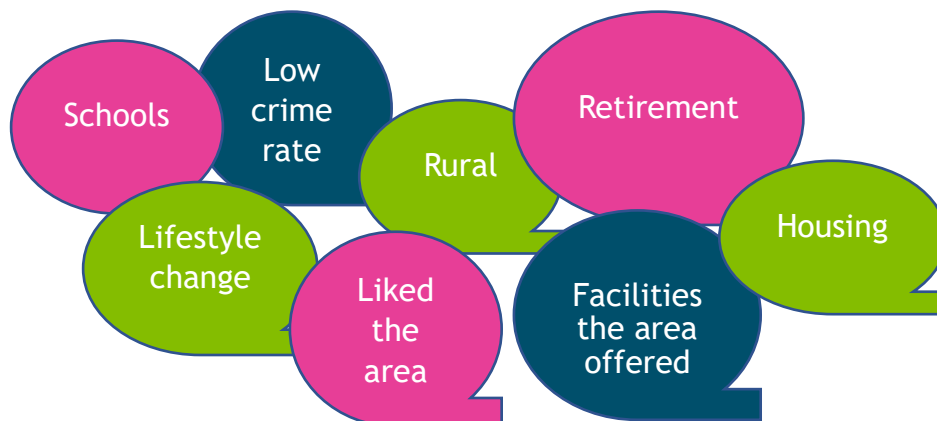 Schools
Low
crime
rate
Rural
Retirement
Lifestyle
change
Liked
the
area
Facilities
the area
offered
Housing